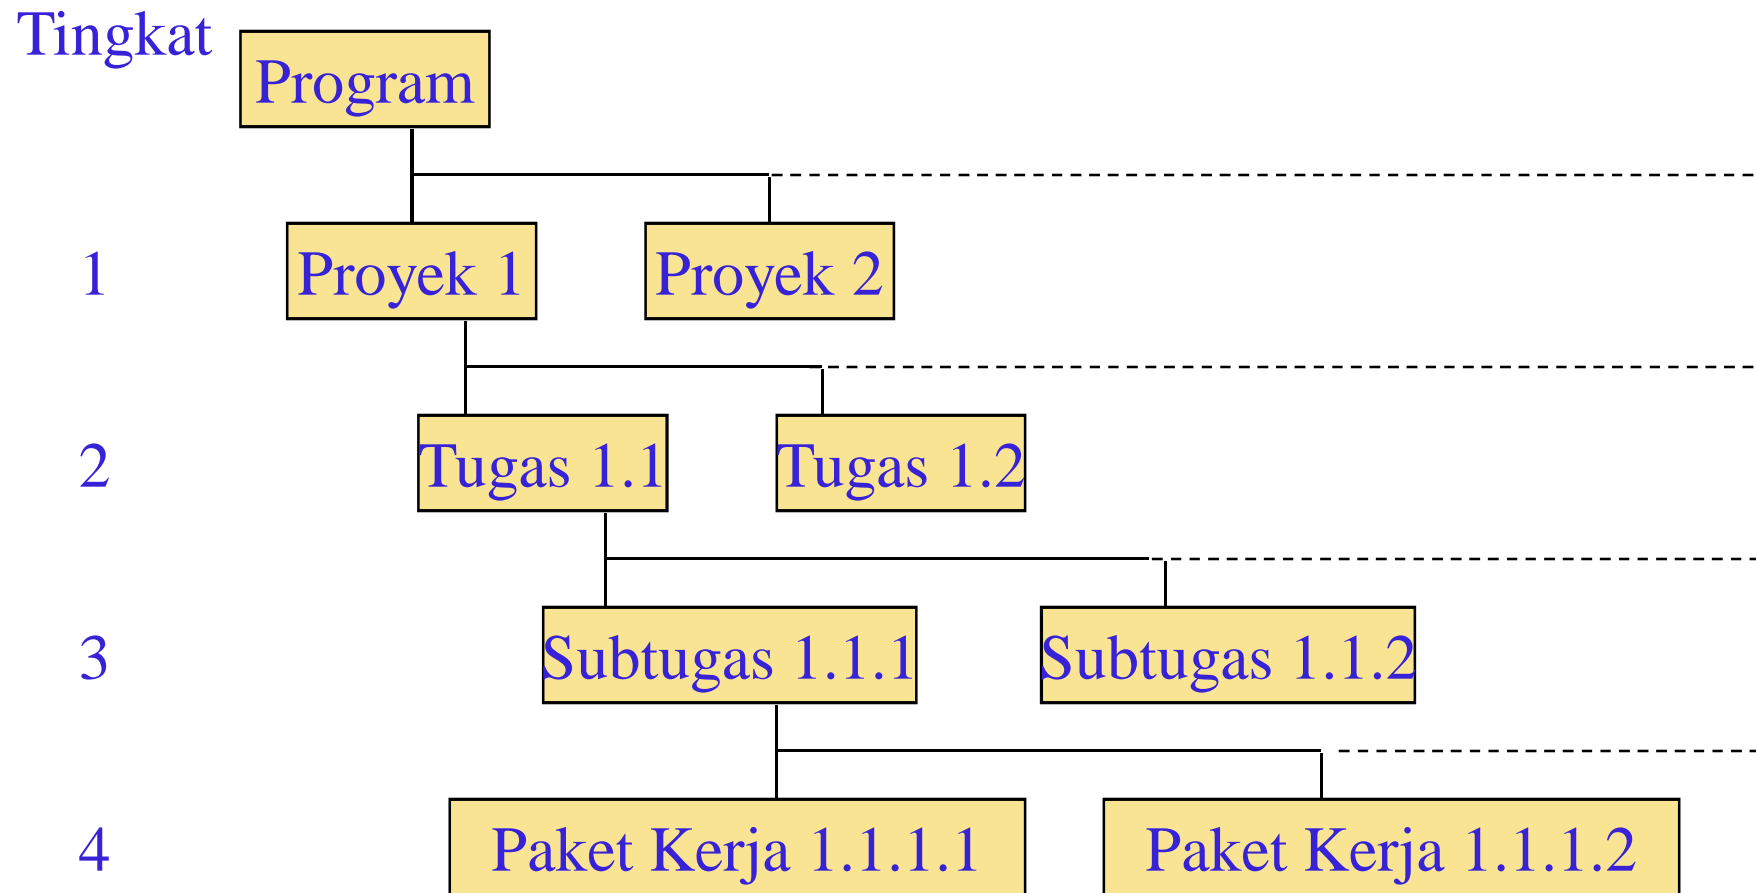 Tingkat
Program
1
Proyek 1
Proyek 2
2
Tugas 1.1
Tugas 1.2
3
Subtugas 1.1.1
Subtugas 1.1.2
4
Paket Kerja 1.1.1.1
Paket Kerja 1.1.1.2